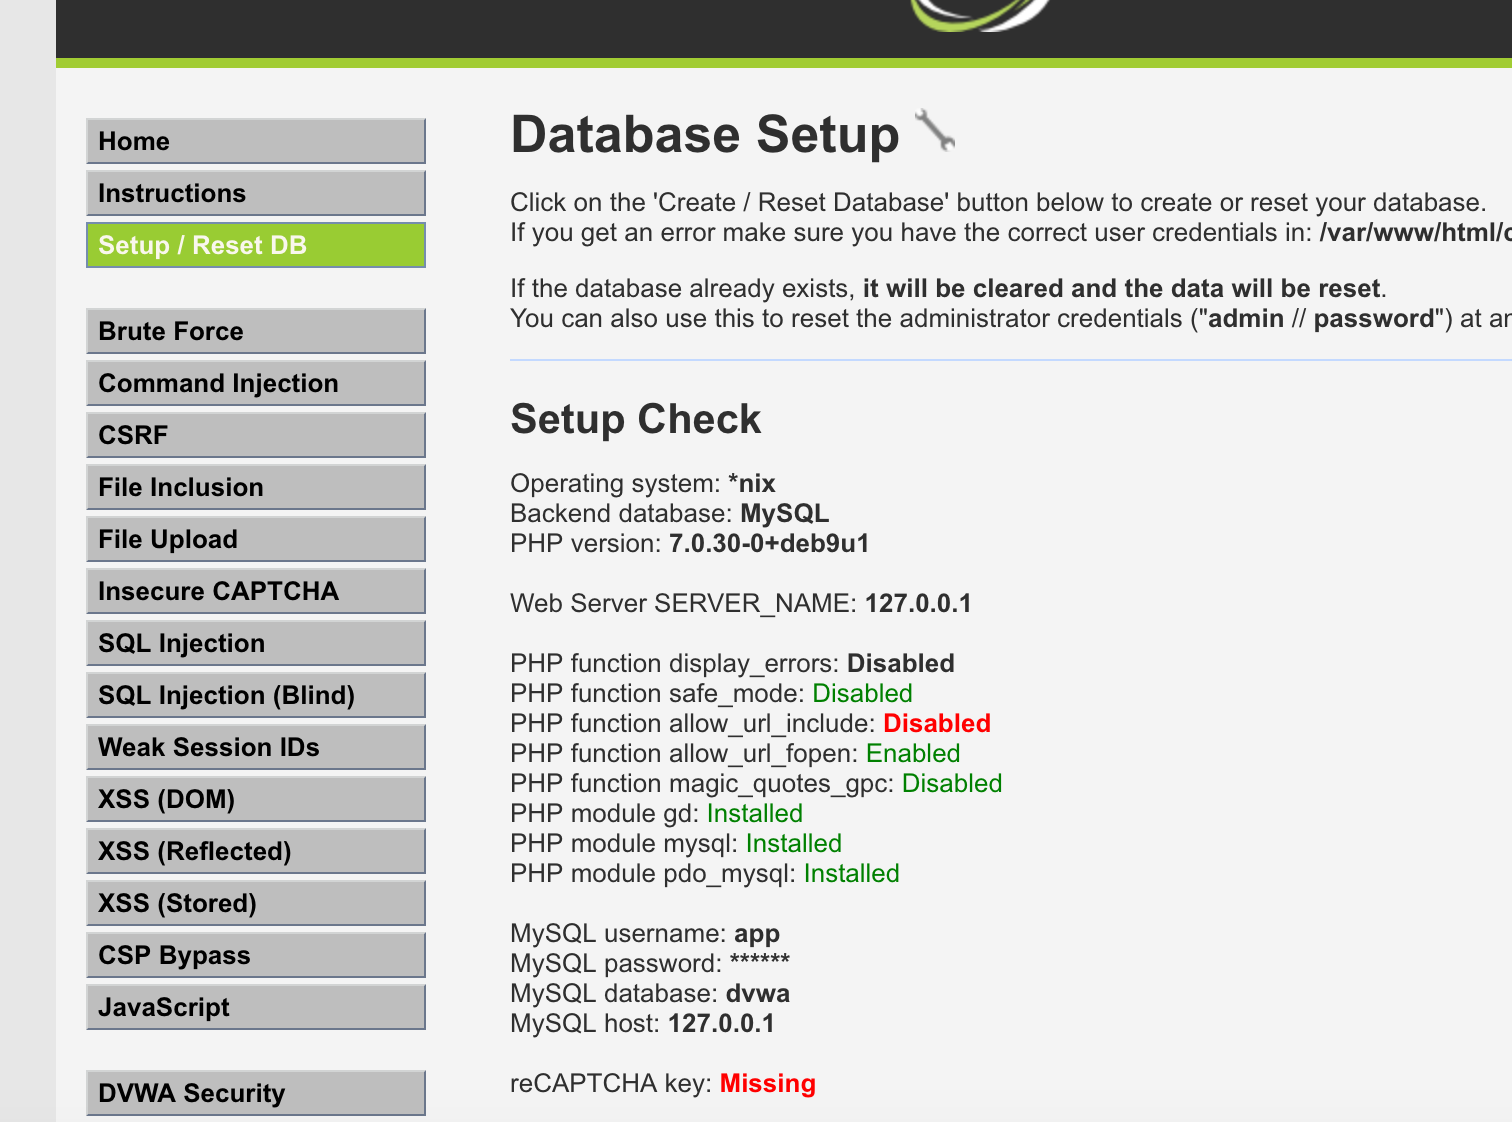 Home
Instructions
Setup / Reset DB
Brute Force
Command Injection
CSRF
File Inclusion
File Upload
Insecure CAPTCHA
SQL Injection
SQL Injection (Blind)
Weak Session IDs
XSS (DOM)
XSS (Reflected)
XSS (Stored)
CSP Bypass
JavaScript
DVWA Security
Database Setup
Click on the 'Create / Reset Database' button below to create or reset your database.
If you get an error make sure you have the correct user credentials in: /var/www/html/
If the database already exists, it will be cleared and the data will be reset.
You can also use this to reset the administrator credentials ("admin // password") at
Setup Check
Operating system: *nix
Backend database: MySQL
PHP version: 7.0.30-0+deb9u1
Web Server SERVER_NAME: 127.0.0.1
PHP function display_errors: Disabled
PHP function safe_mode: Disabled
PHP function allow_url_include: Disabled
PHP function allow_url_fopen: Enabled
PHP function magic_quotes_gpc: Disabled
PHP module gd: Installed
PHP module mysql: Installed
PHP module pdo_mysql: Installed
MySQL username: app
MySQL password: ******
MySQL database: dvwa
MySQL host: 127.0.0.1
reCAPTCHA key: Missing